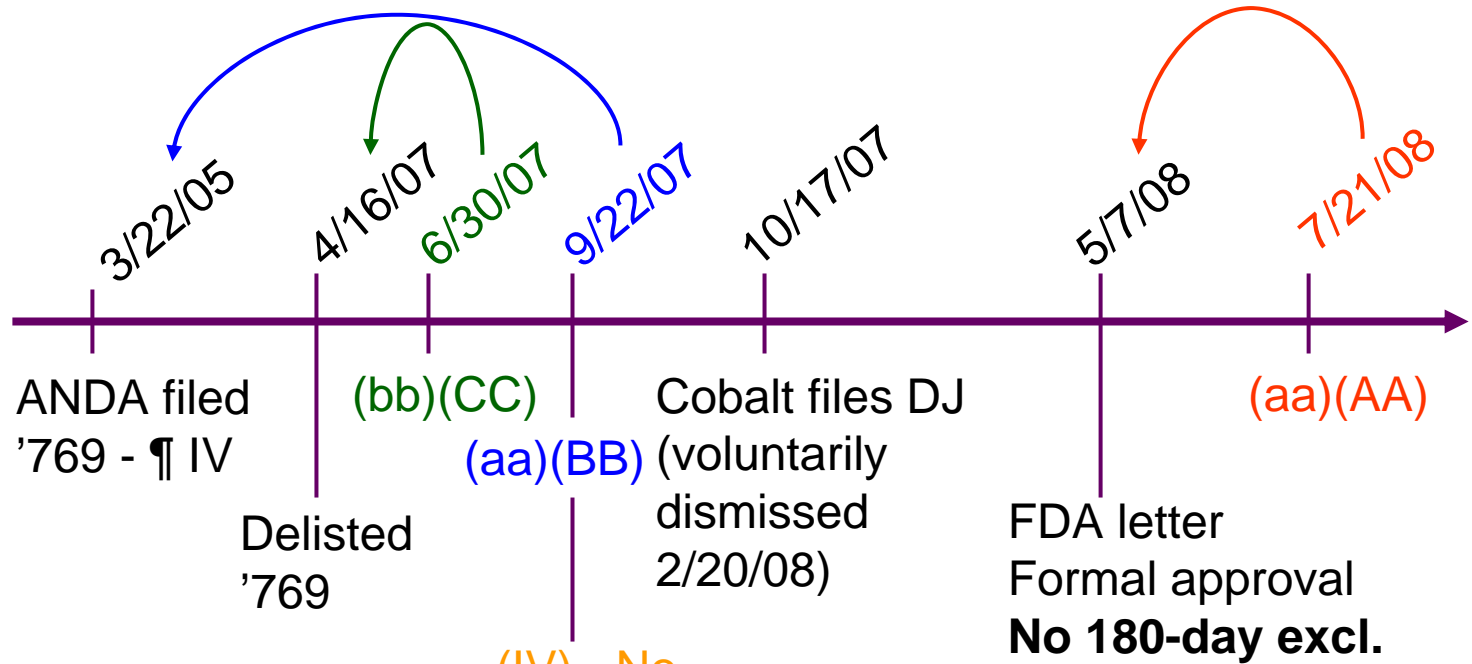 3/22/05
4/16/07
6/30/07
9/22/07
10/17/07
5/7/08
7/21/08
ANDA filed
’769 - ¶ IV
Delisted
’769
(bb)(CC)
(aa)(BB)
(IV) - No
Cobalt files DJ
(voluntarily
dismissed
2/20/08)
FDA letter
Formal approval
No 180-day excl.
(aa)(AA)